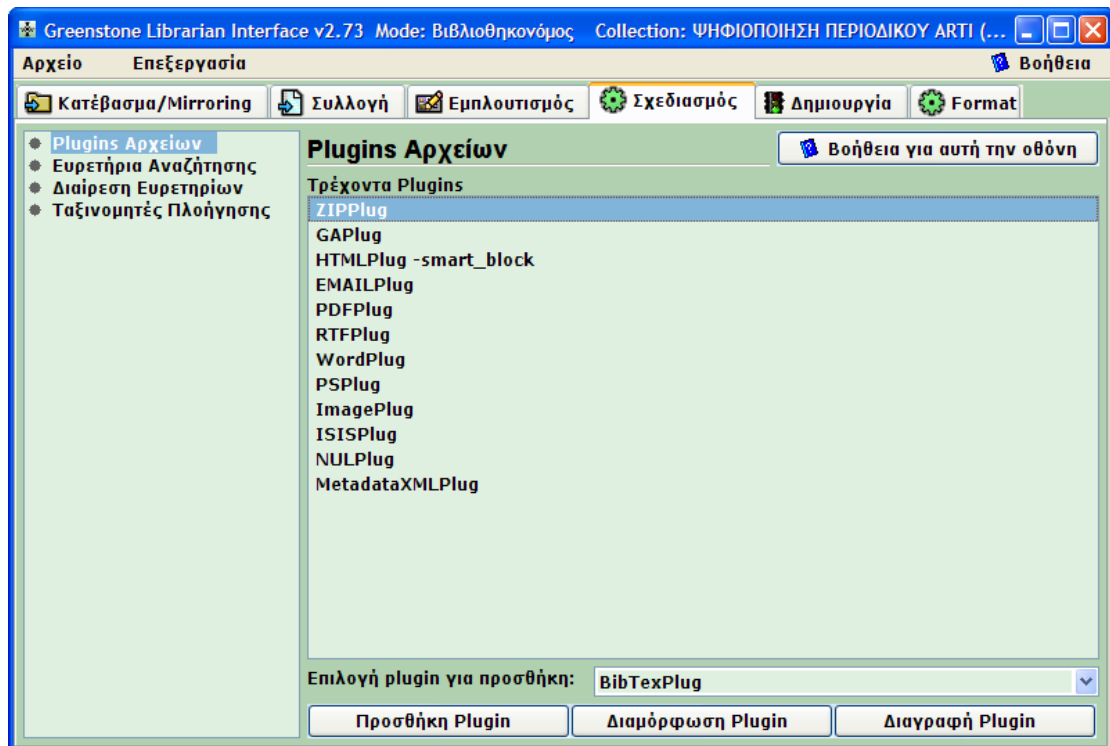 Greenstone Librarian Interface v2.73 Mode: Βιβλιοθηκονόμος Collection: ΨΗΦΙΟΠΟΙΗΣΗ ΠΕΡΙΟΔΙΚΟΥ ARTI (...
Αρχείο Επεξεργασία Βοήθεια
Κατέβασμα/Mirroring Συλλογή Εμπλουτισμός Σχεδιασμός Δημιουργία Format
Plugins Αρχείων
Ευρετήρια Αναζήτησης
Διαίρεση Ευρετηρίων
Ταξινομητές Πλοήγησης
Plugins Αρχείων Βοήθεια για αυτή την οθόνη
Τρέχοντα Plugins
ZIPPlug
GAPlug
HTMLPlug -smart_block
EMAILPlug
PDFPlug
RTFPlug
WordPlug
PSPlug
ImagePlug
ISISPlug
NULPlug
MetadataXMLPlug
Επιλογή plugin για προσθήκη: BibTexPlug
Προσθήκη Plugin Διαμόρφωση Plugin Διαγραφή Plugin